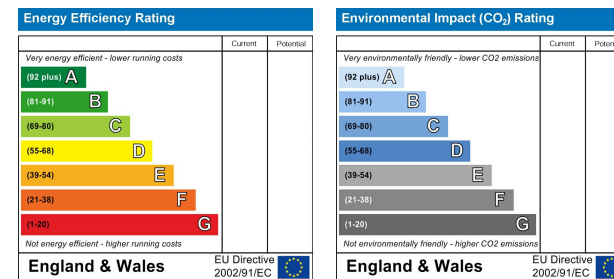 Energy Efficiency Rating
Current Potential
Very energy efficient - lower running costs
(92 plus) A
(81-91) B
(69-80) C
(55-68) D
(39-54) E
(21-38) F
(1-20) G
Not energy efficient - higher running costs
England & Wales
EU Directive
2002/91/EC
Environmental Impact (CO₂) Rating
Current Poten
Very environmentally friendly - lower CO2 emissions
(92 plus) A
(81-91) B
(69-80) C
(55-68) D
(39-54) E
(21-38) F
(1-20) G
Not environmentally friendly - higher CO2 emissions
England & Wales
EU Directive
2002/91/EC